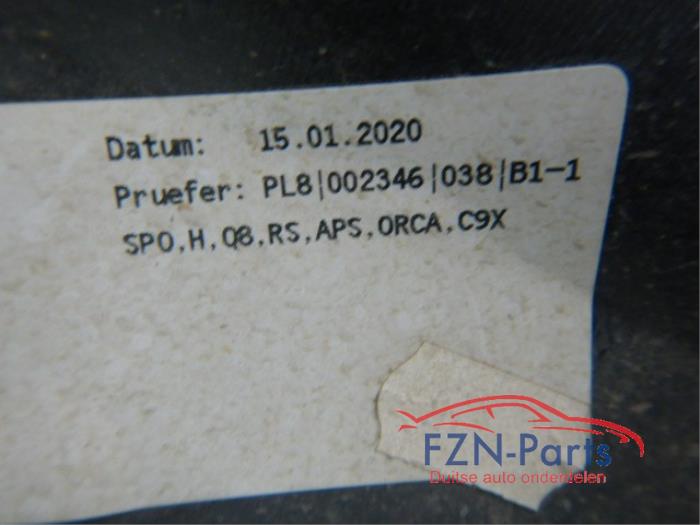 Datum: 15.01.2020
Pruefer: PL8|002346|038|B1-1
SPO,H,Q8,RS,APS,ORCA,C9X
FZN-Parts
Duitse auto onderdelen